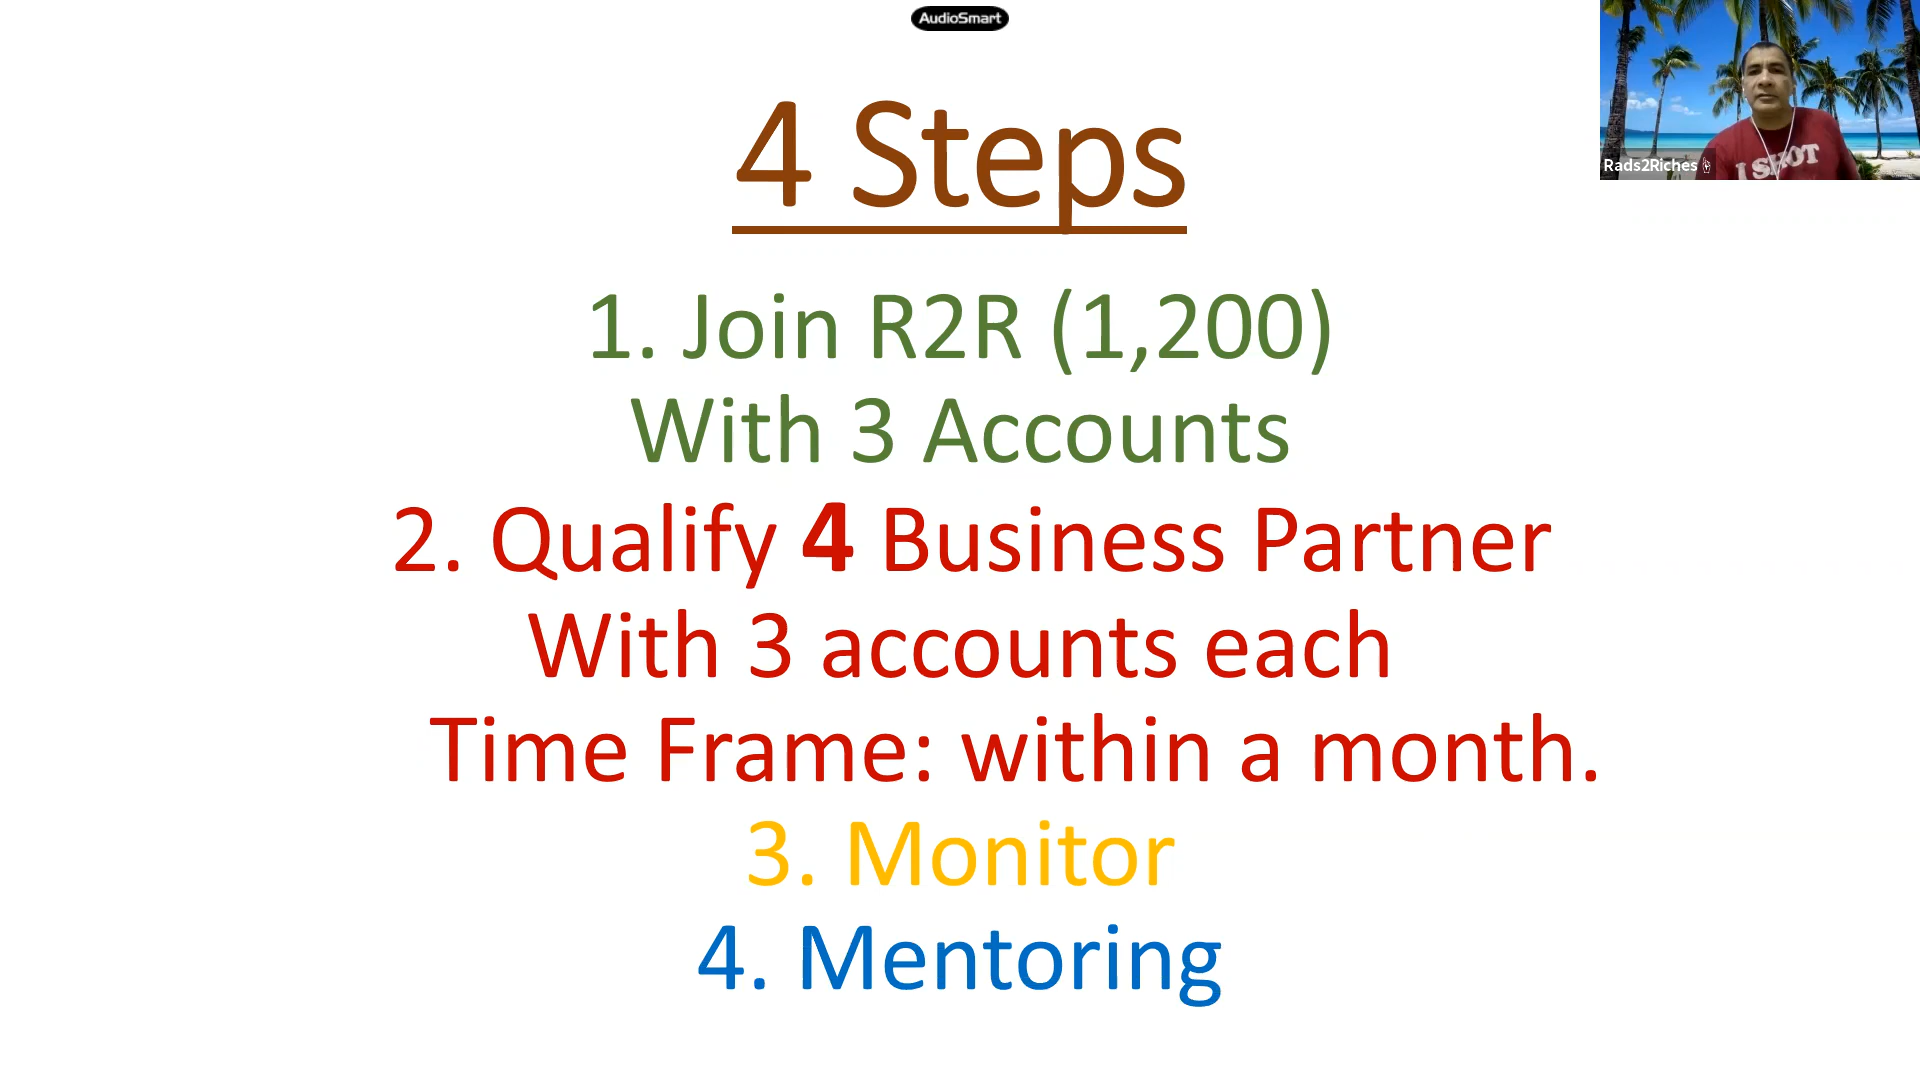 AudioSmart
4 Steps
1. Join R2R (1,200)
With 3 Accounts
2. Qualify 4 Business Partner
With 3 accounts each
Time Frame: within a month.
3. Monitor
4. Mentoring
Rads2Riches
I SHOT